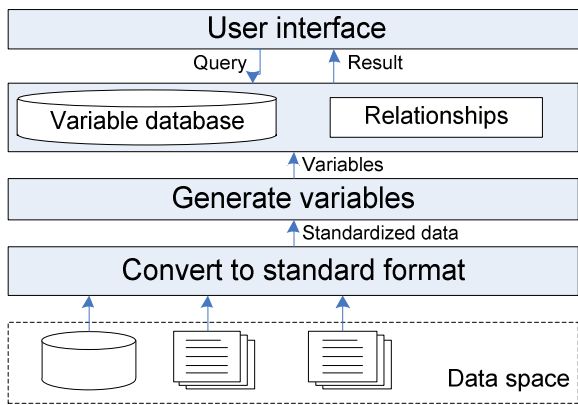 User interface
Query
Result
Variable database
Relationships
Variables
Generate variables
Standardized data
Convert to standard format
Data space